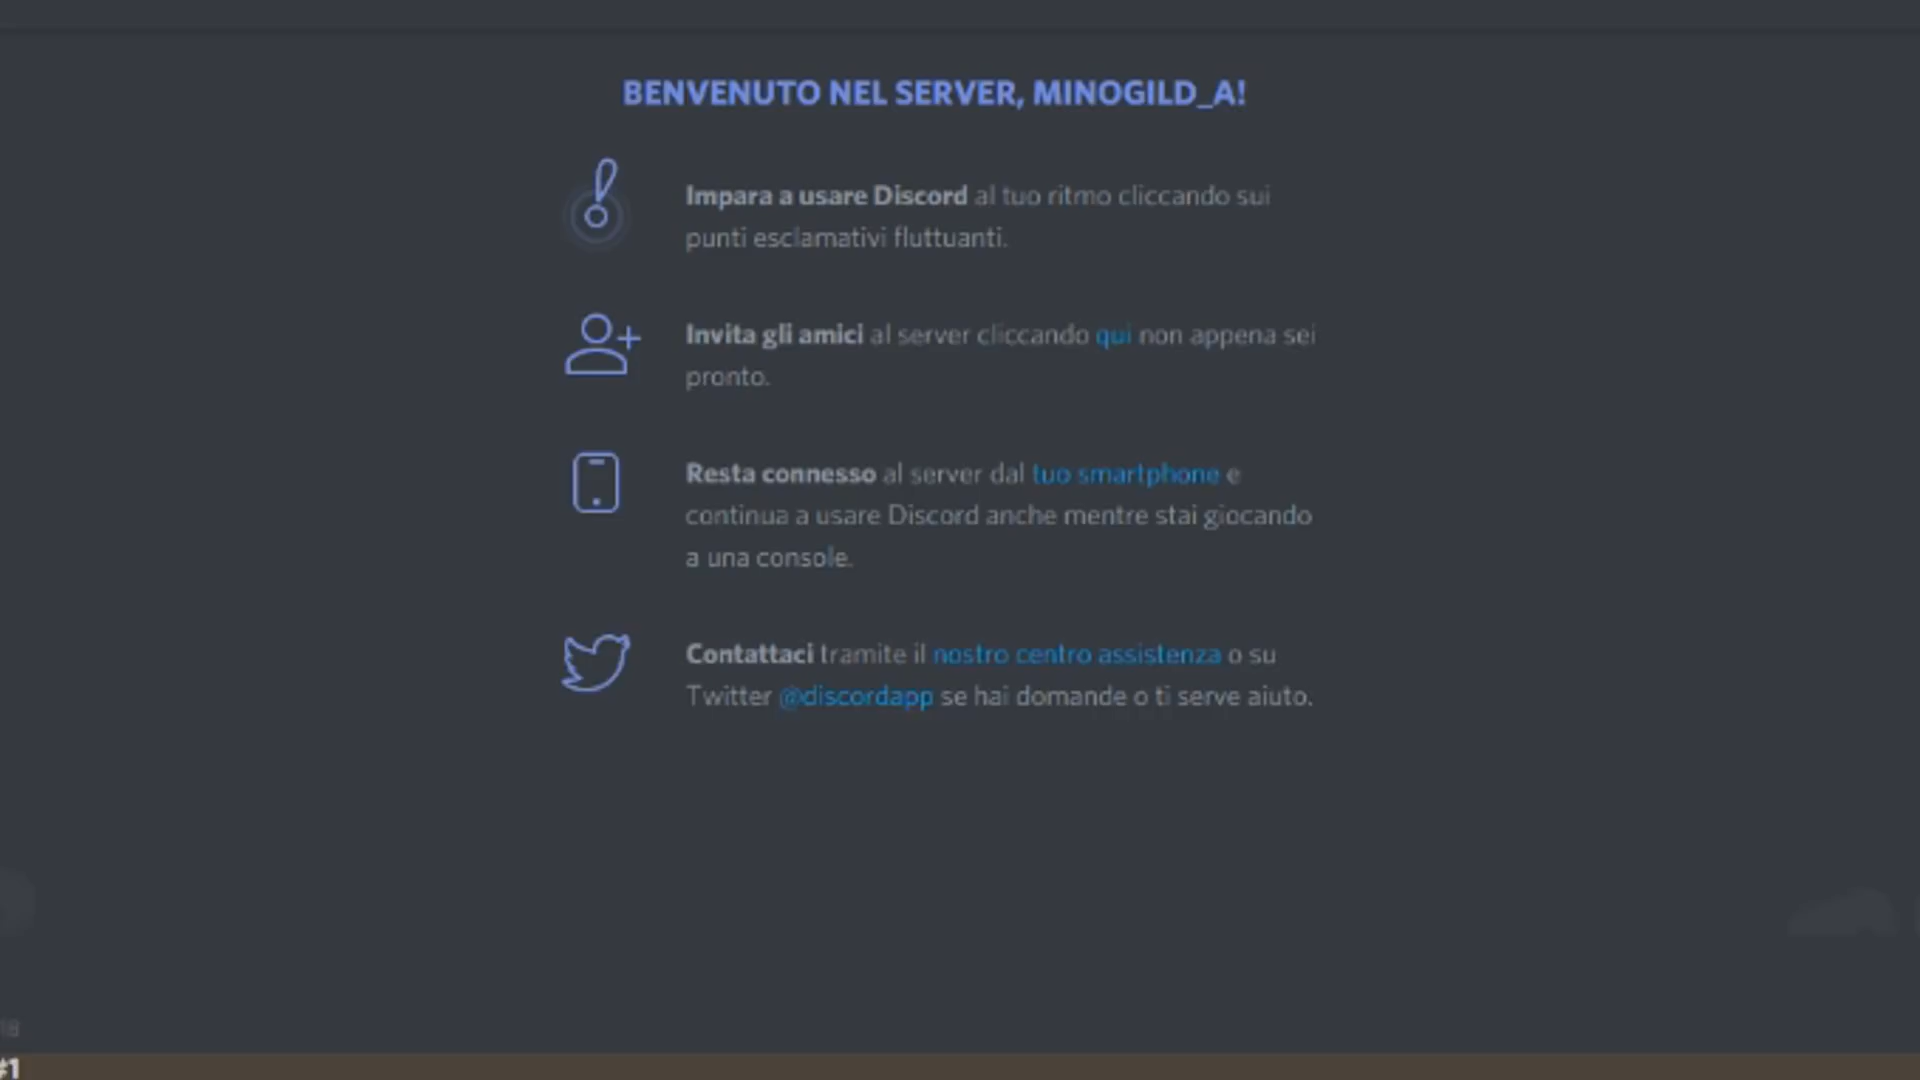 BENVENUTO NEL SERVER, MINOGILD_A!
Impara a usare Discord al tuo ritmo cliccando sui
punti esclamativi fluttuanti.
Invita gli amici al server cliccando qui non appena sei
pronto.
Resta connesso al server dal tuo smartphone e
continua a usare Discord anche mentre stai giocando
a una console.
Contattaci tramite il nostro centro assistenza o su
Twitter @discordapp se hai domande o ti serve aiuto.
18
#1